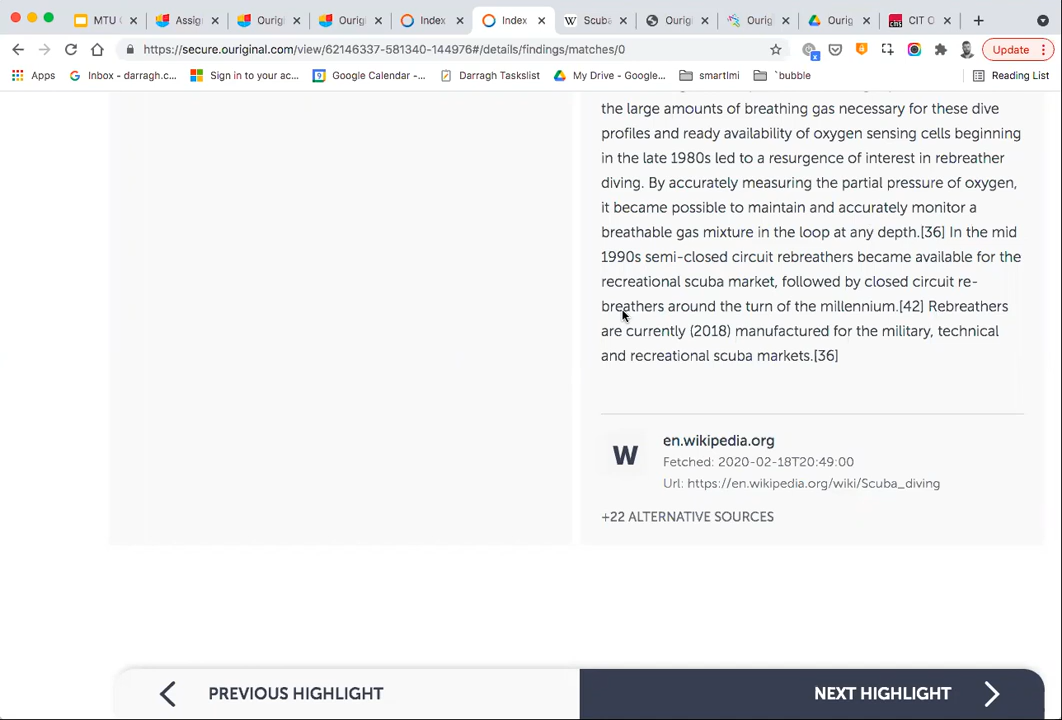 MTU
Assig
Ourigi
Ourigi
Index
Index
Scuba
Ourig
Ourig
Ourig
CIT O
https://secure.ouriginal.com/view/62146337-581340-144976#/details/findings/matches/0
Update
Apps
Inbox - darragh.c...
Sign in to your ac...
Google Calendar -...
Darragh Tasklist
My Drive - Google...
smartlmi
`bubble
Reading List
the large amounts of breathing gas necessary for these dive
profiles and ready availability of oxygen sensing cells beginning
in the late 1980s led to a resurgence of interest in rebreather
diving. By accurately measuring the partial pressure of oxygen,
it became possible to maintain and accurately monitor a
breathable gas mixture in the loop at any depth.[36] In the mid
1990s semi-closed circuit rebreathers became available for the
recreational scuba market, followed by closed circuit re-
breathers around the turn of the millennium.[42] Rebreathers
are currently (2018) manufactured for the military, technical
and recreational scuba markets.[36]
W
en.wikipedia.org
Fetched: 2020-02-18T20:49:00
Url: https://en.wikipedia.org/wiki/Scuba_diving
+22 ALTERNATIVE SOURCES
PREVIOUS HIGHLIGHT
NEXT HIGHLIGHT